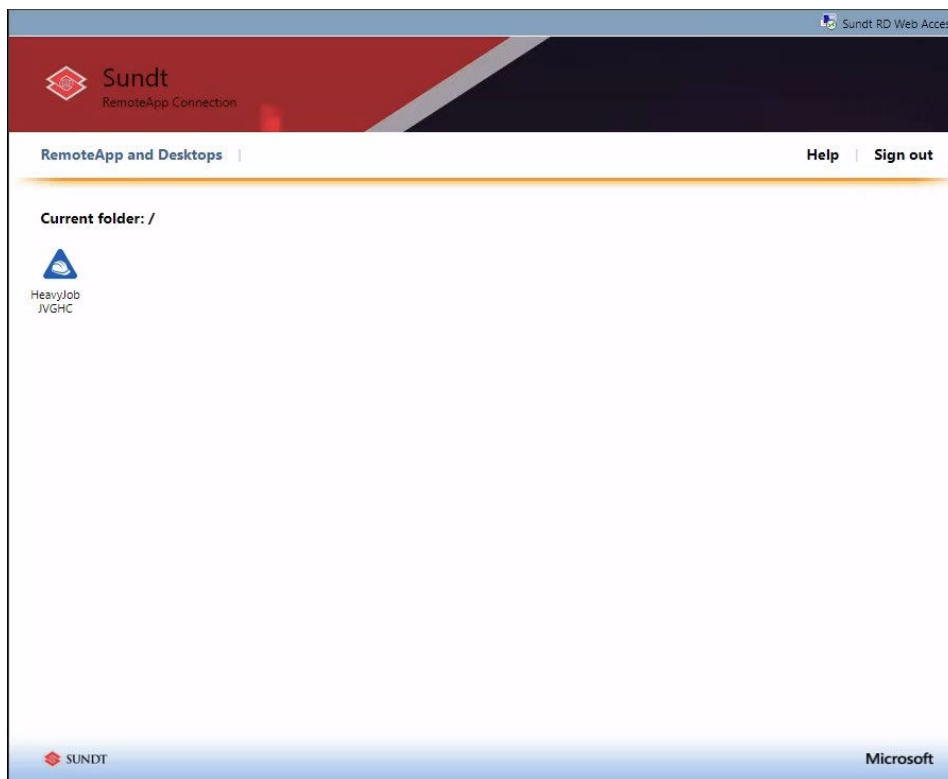 Sundt RD Web Acces
Sundt
RemoteApp Connection
RemoteApp and Desktops | Help | Sign out
Current folder: /
HeavyJob
JVGHC
SUNDT Microsoft